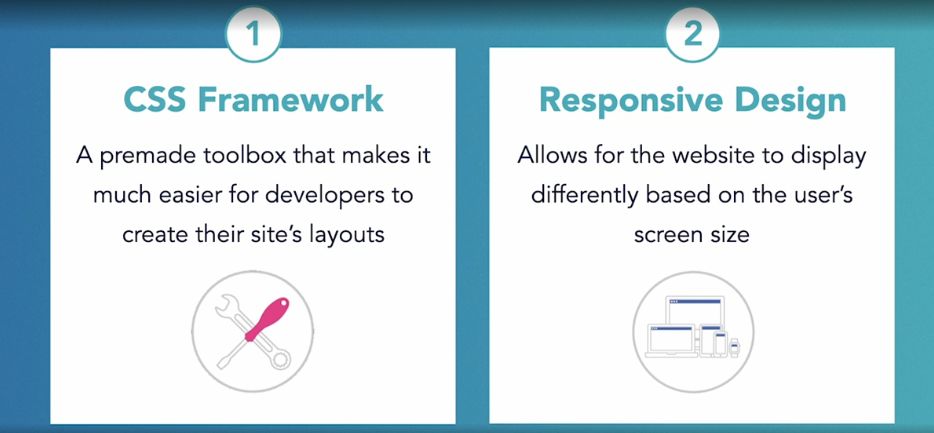 1
CSS Framework
A premade toolbox that makes it
much easier for developers to
create their site's layouts
2
Responsive Design
Allows for the website to display
differently based on the user's
screen size